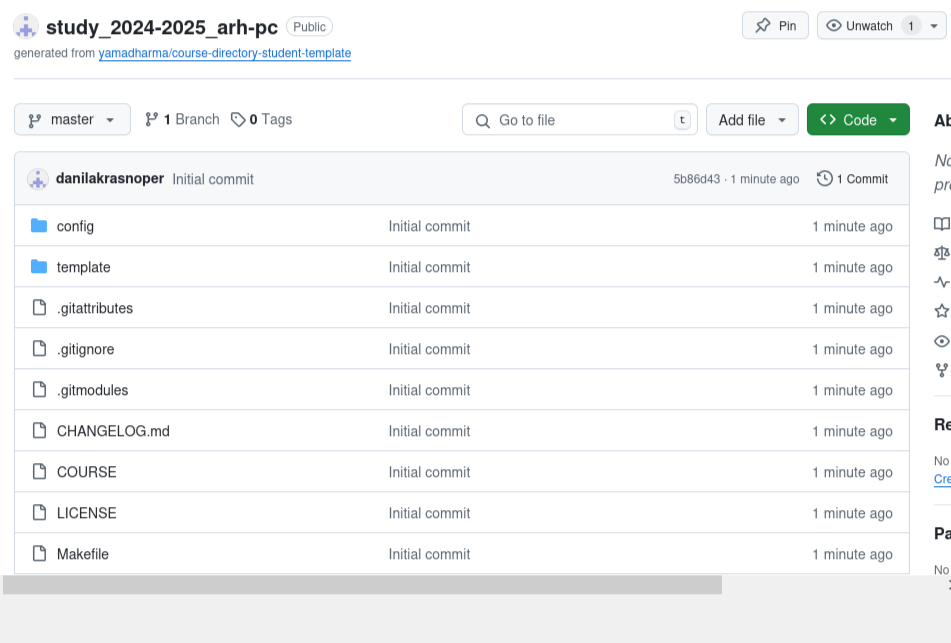 study_2024-2025_arh-pc Public Pin Unwatch 1
generated from yamadharma/course-directory-student-template
master 1 Branch 0 Tags Go to file t Add file Code
danilakrasnoper Initial commit 5b86d43 · 1 minute ago 1 Commit
config Initial commit 1 minute ago
template Initial commit 1 minute ago
.gitattributes Initial commit 1 minute ago
.gitignore Initial commit 1 minute ago
.gitmodules Initial commit 1 minute ago
CHANGELOG.md Initial commit 1 minute ago
COURSE Initial commit 1 minute ago
LICENSE Initial commit 1 minute ago
Makefile Initial commit 1 minute ago
No
No